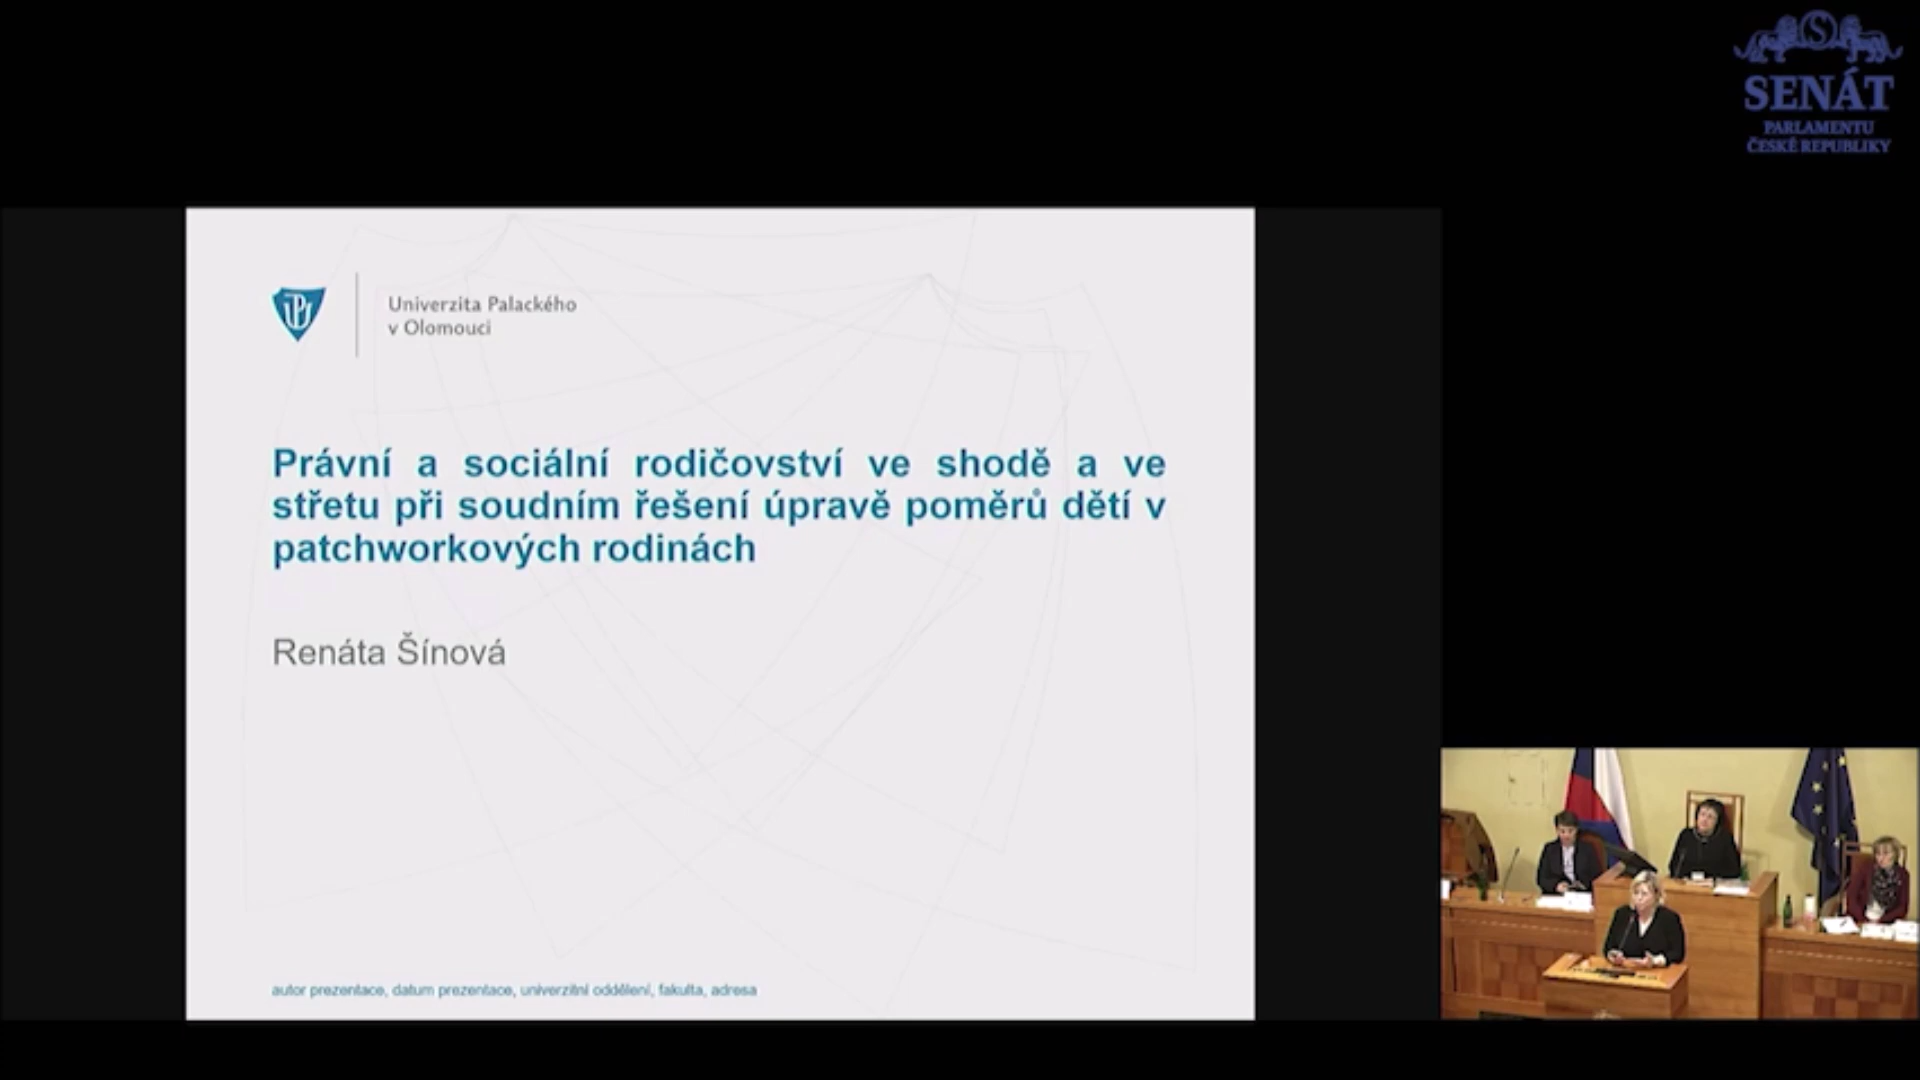 SENÁT
PARLAMENTU
ČESKÉ REPUBLIKY
Univerzita Palackého
v Olomouci
Právní a sociální rodičovství ve shodě a ve
střetu při soudním řešení úpravě poměrů dětí v
patchworkových rodinách
Renáta Šínová
autor prezentace, datum prezentace, univerzitní oddělení, fakulta, adresa